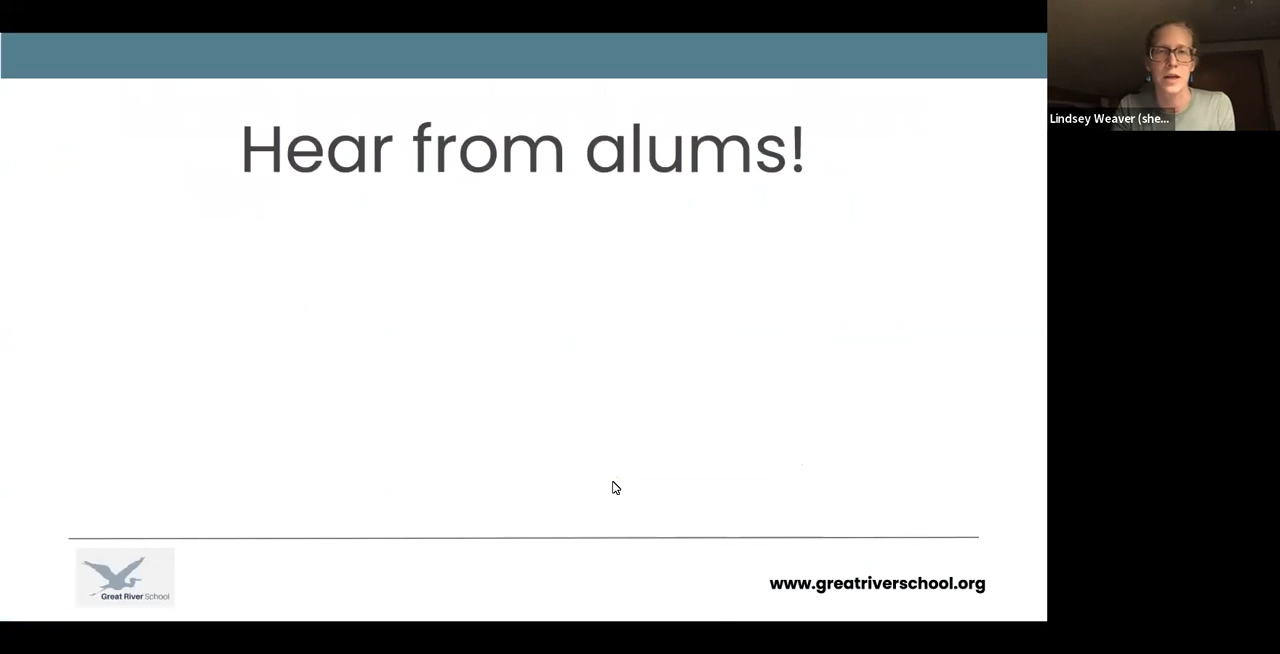 Hear from alums!
Lindsey Weaver (she...
Great River School
www.greatriverschool.org